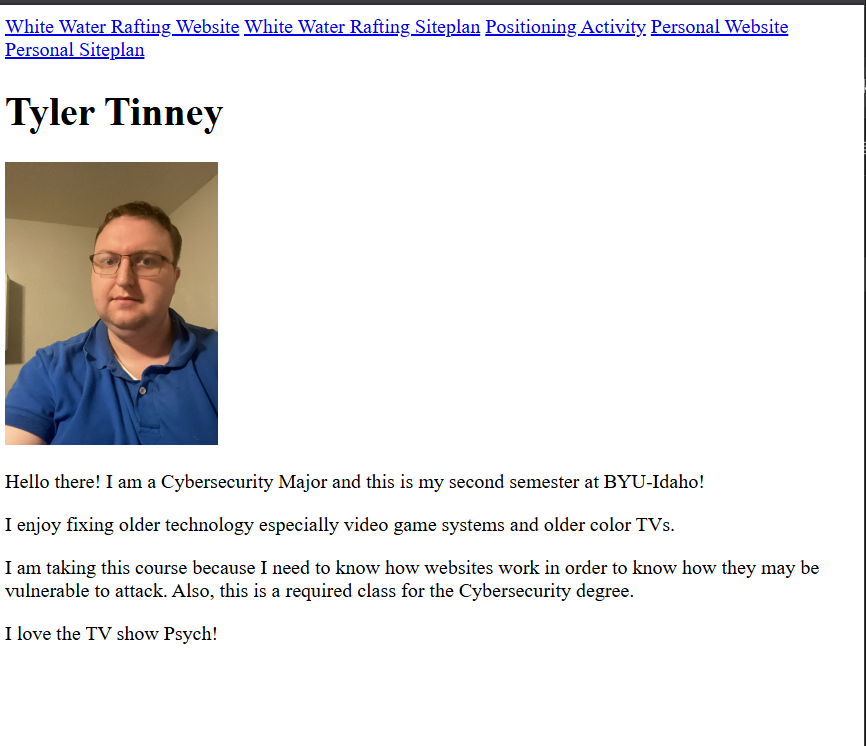 White Water Rafting Website White Water Rafting Siteplan Positioning Activity Personal Website
Personal Siteplan
Tyler Tinney
Hello there! I am a Cybersecurity Major and this is my second semester at BYU-Idaho!
I enjoy fixing older technology especially video game systems and older color TVs.
I am taking this course because I need to know how websites work in order to know how they may be
vulnerable to attack. Also, this is a required class for the Cybersecurity degree.
I love the TV show Psych!